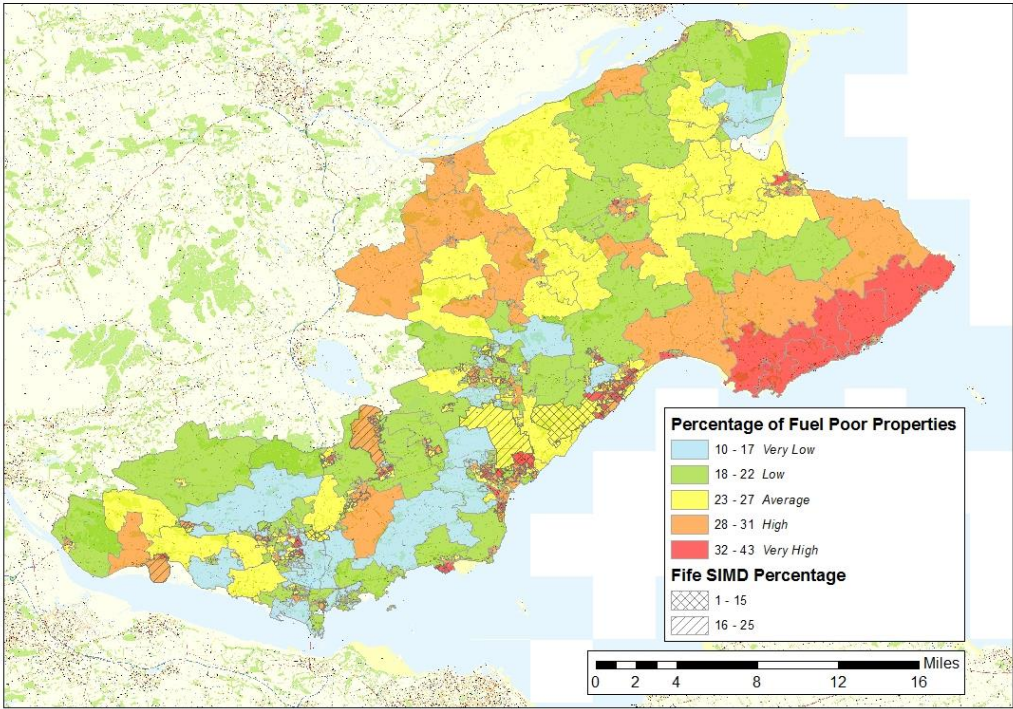 Percentage of Fuel Poor Properties
10 - 17 Very Low
18 - 22 Low
23 - 27 Average
28 - 31 High
32 - 43 Very High
Fife SIMD Percentage
1 - 15
16 - 25
Miles
0 2 4 8 12 16